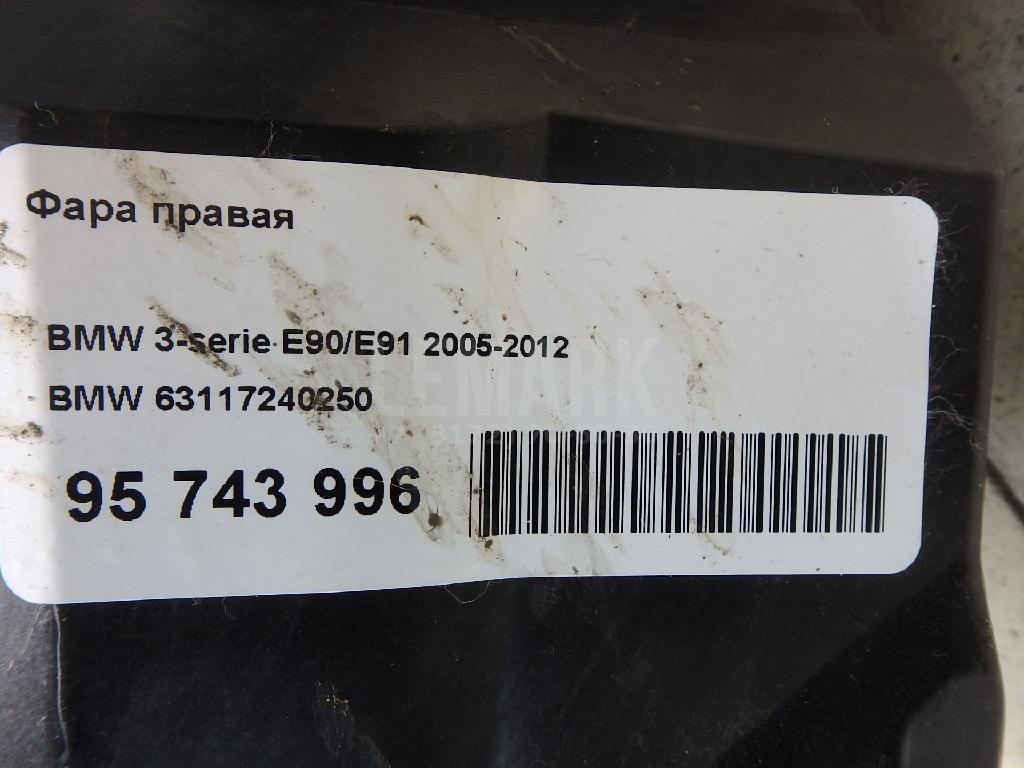 Фара правая
BMW 3-serie E90/E91 2005-2012
BMW 63117240250
95 743 996